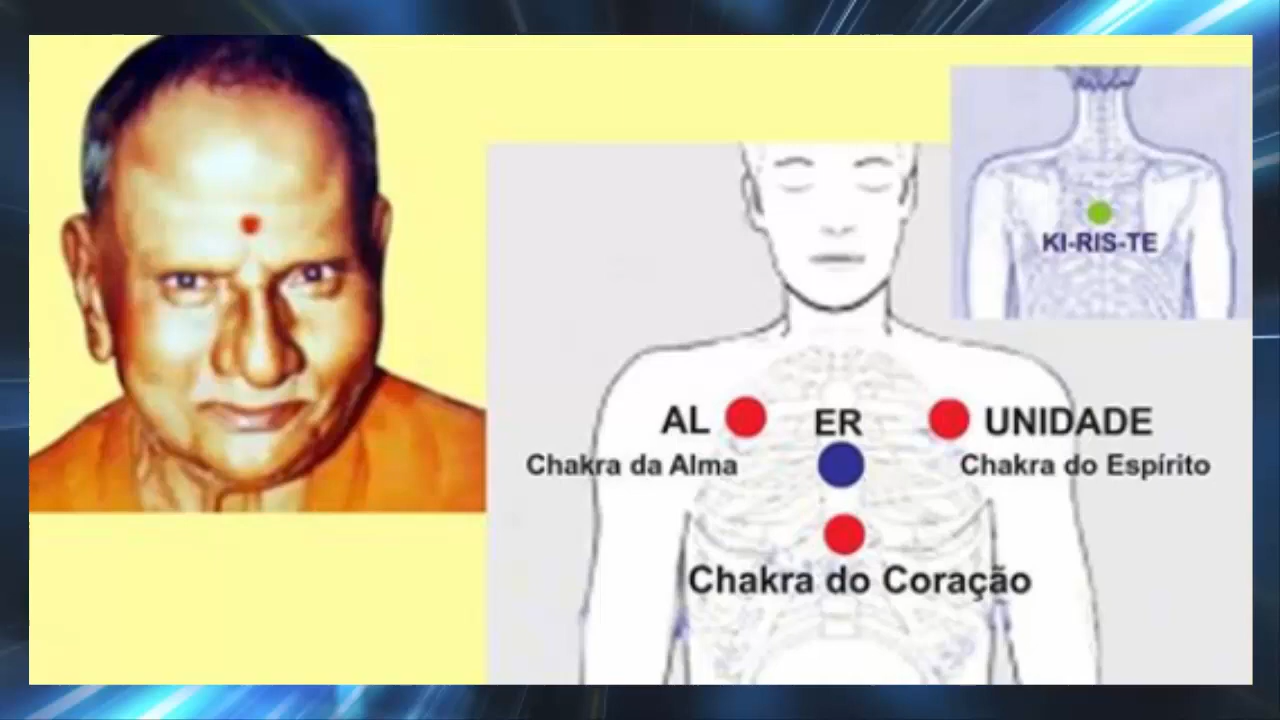 KI-RIS-TE
AL ER UNIDADE
Chakra da Alma Chakra do Espírito
Chakra do Coração